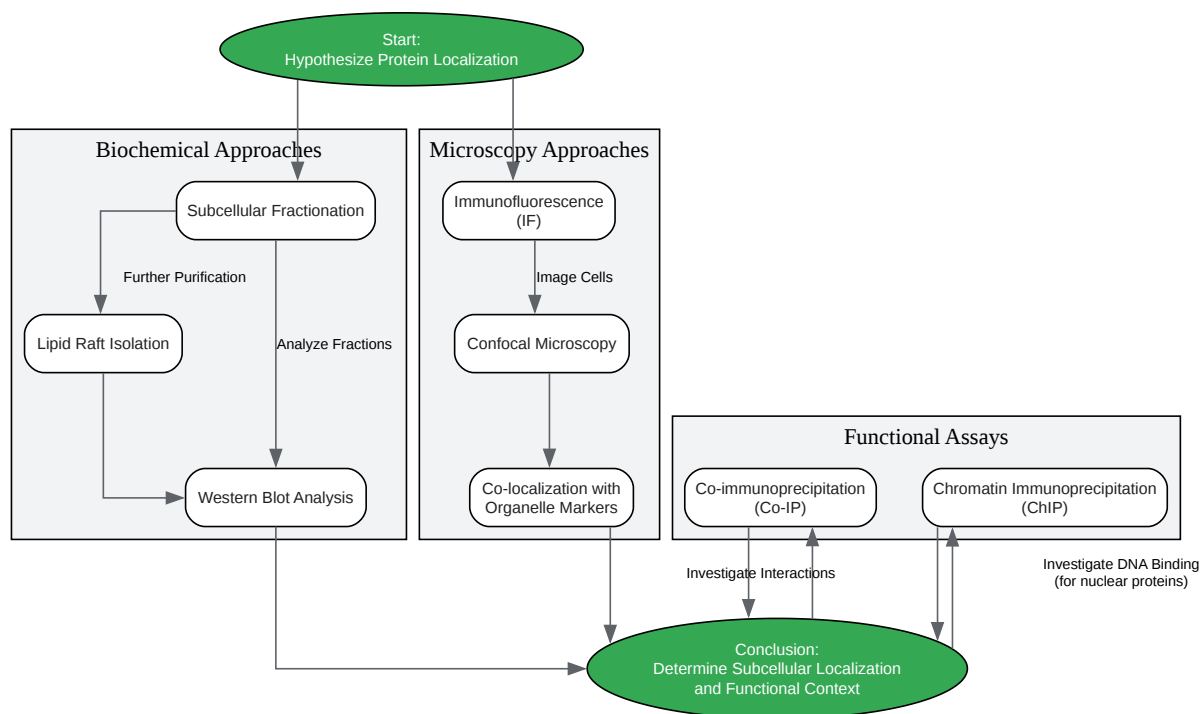 Start:
Hypothesize Protein Localization
Biochemical Approaches
Subcellular Fractionation
Further Purification
Lipid Raft Isolation
Analyze Fractions
Western Blot Analysis
Microscopy Approaches
Immunofluorescence
(IF)
Image Cells
Confocal Microscopy
Co-localization with
Organelle Markers
Functional Assays
Co-immunoprecipitation
(Co-IP)
Chromatin Immunoprecipitation
(ChIP)
Investigate Interactions
Investigate DNA Binding
(for nuclear proteins)
Conclusion:
Determine Subcellular Localization
and Functional Context